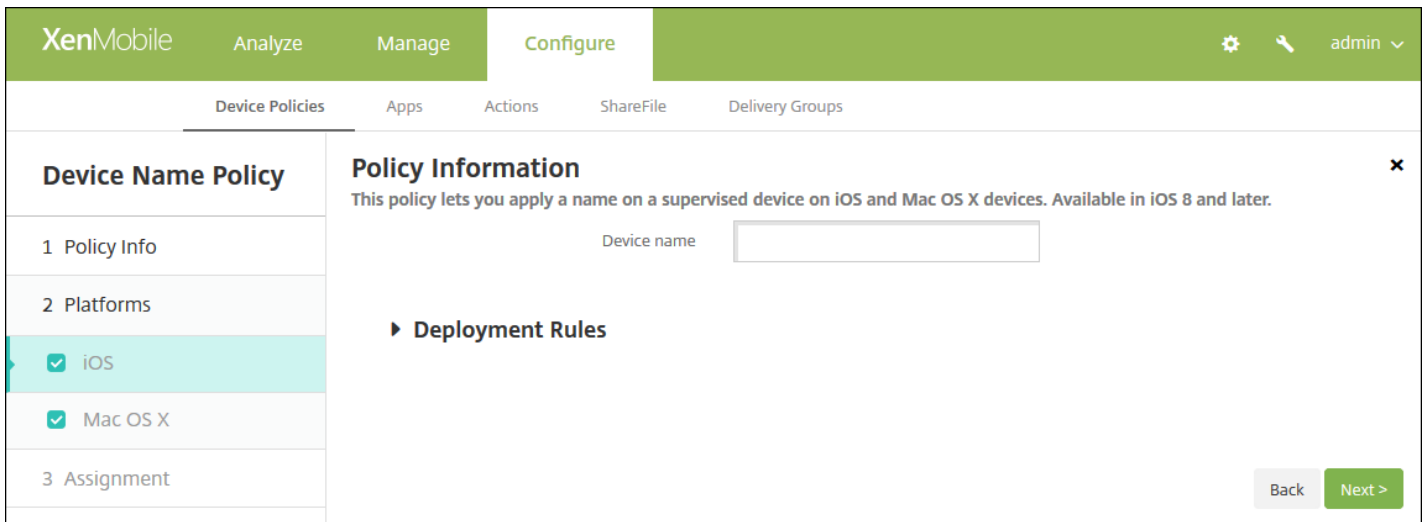 XenMobile Analyze Manage Configure admin
Device Policies Apps Actions ShareFile Delivery Groups
Device Name Policy
1 Policy Info
2 Platforms
iOS
Mac OS X
3 Assignment
Policy Information
This policy lets you apply a name on a supervised device on iOS and Mac OS X devices. Available in iOS 8 and later.
Device name
Deployment Rules
Back Next >